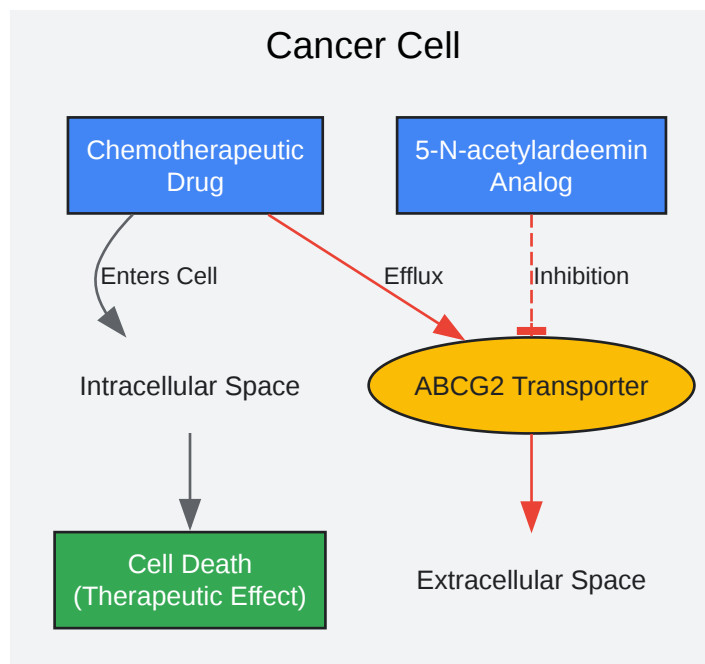 Cancer Cell
Chemotherapeutic
Drug
5-N-acetylardeemin
Analog
Enters Cell
Efflux
Inhibition
Intracellular Space
ABCG2 Transporter
Cell Death
(Therapeutic Effect)
Extracellular Space